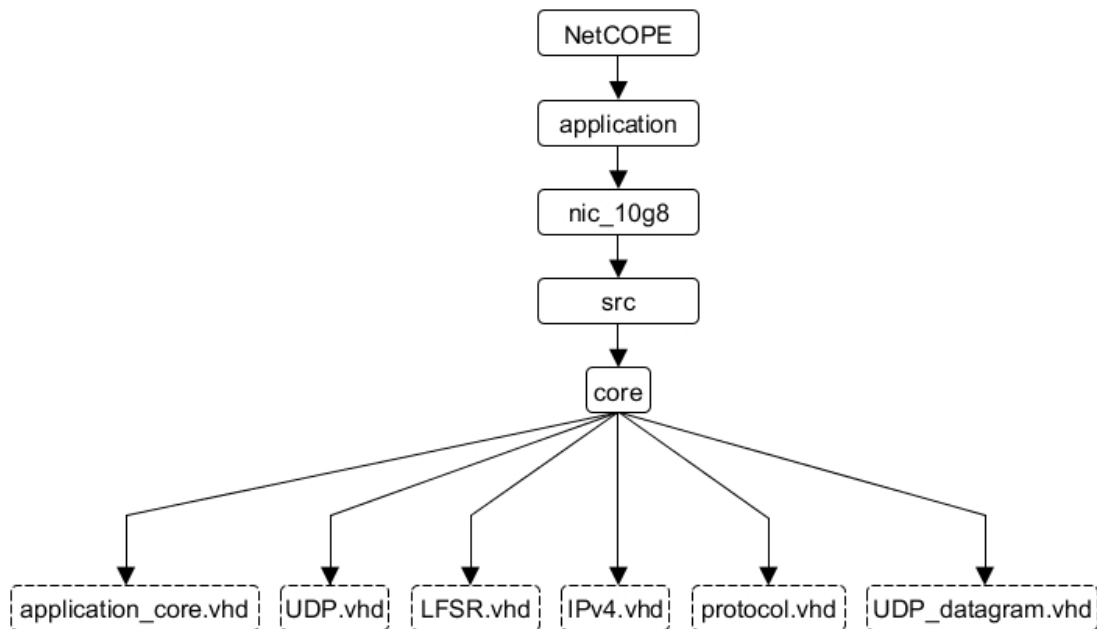 NetCOPE
application
nic_10g8
src
core
application_core.vhd
UDP.vhd
LFSR.vhd
IPv4.vhd
protocol.vhd
UDP_datagram.vhd